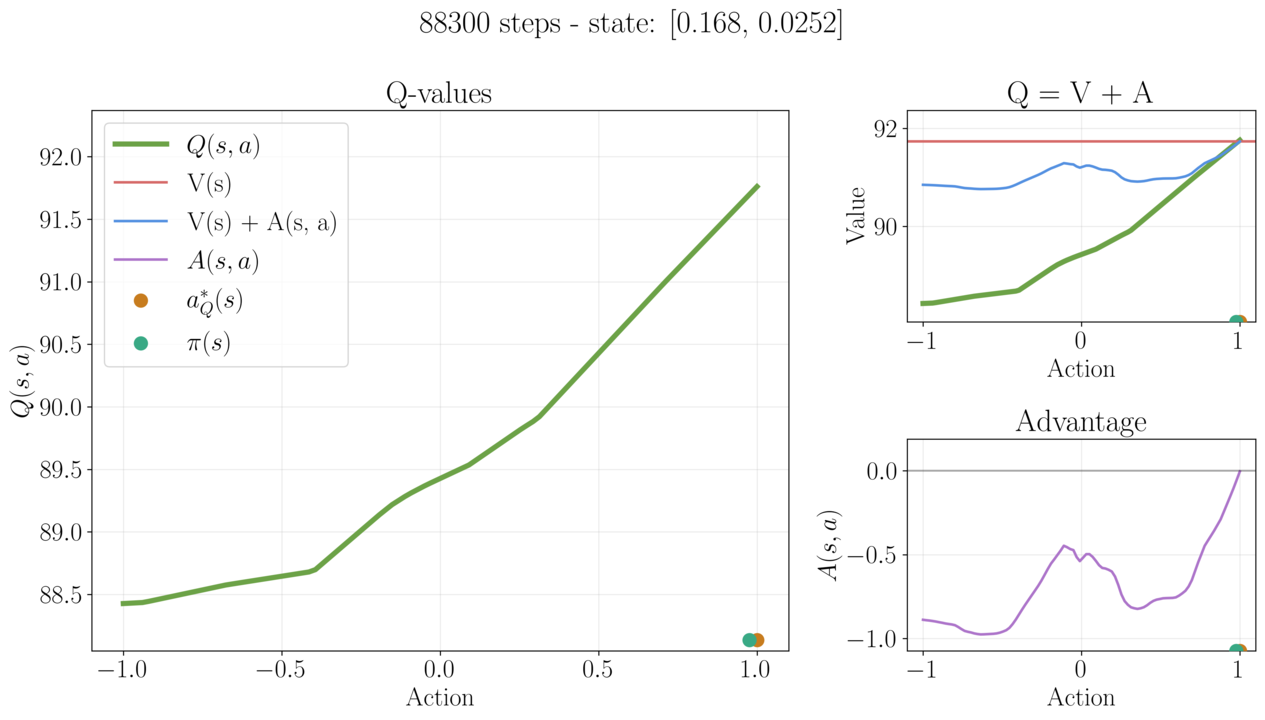 88300 steps - state: [0.168, 0.0252]
Q-values
Q(s, a)
92.0
91.5
91.0
90.5
90.0
89.5
89.0
88.5
Q(s, a)
V(s)
V(s) + A(s, a)
A(s, a)
a*Q(s)
π(s)
−1.0 −0.5 0.0 0.5 1.0
Action
Q = V + A
Value
92
90
−1 0 1
Action
Advantage
A(s, a)
0.0
−0.5
−1.0
−1 0 1
Action